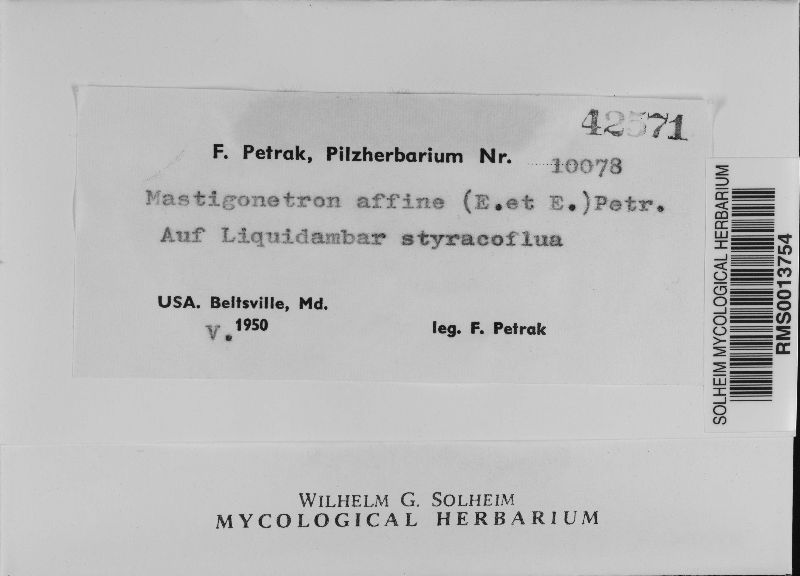 42571
F. Petrak, Pilzherbarium Nr. 10078
Mastigonetron affine (E.et E.)Petr.
Auf Liquidambar styracoflua
USA. Beltsville, Md.
V. 1950 leg. F. Petrak
SOLHEIM MYCOLOGICAL HERBARIUM
RMS0013754
WILHELM G. SOLHEIM
MYCOLOGICAL HERBARIUM